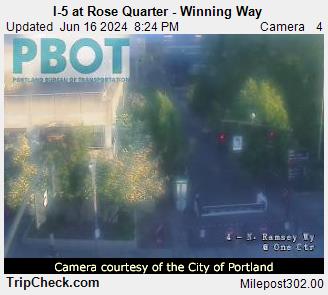 I-5 at Rose Quarter - Winning Way
Updated Jun 16 2024 8:24 PM Camera 4
PBOT
PORTLAND BUREAU OF TRANSPORTATION
4 - N. Ramsey Wy
@ One Ctr
Camera courtesy of the City of Portland
TripCheck.com Milepost302.00